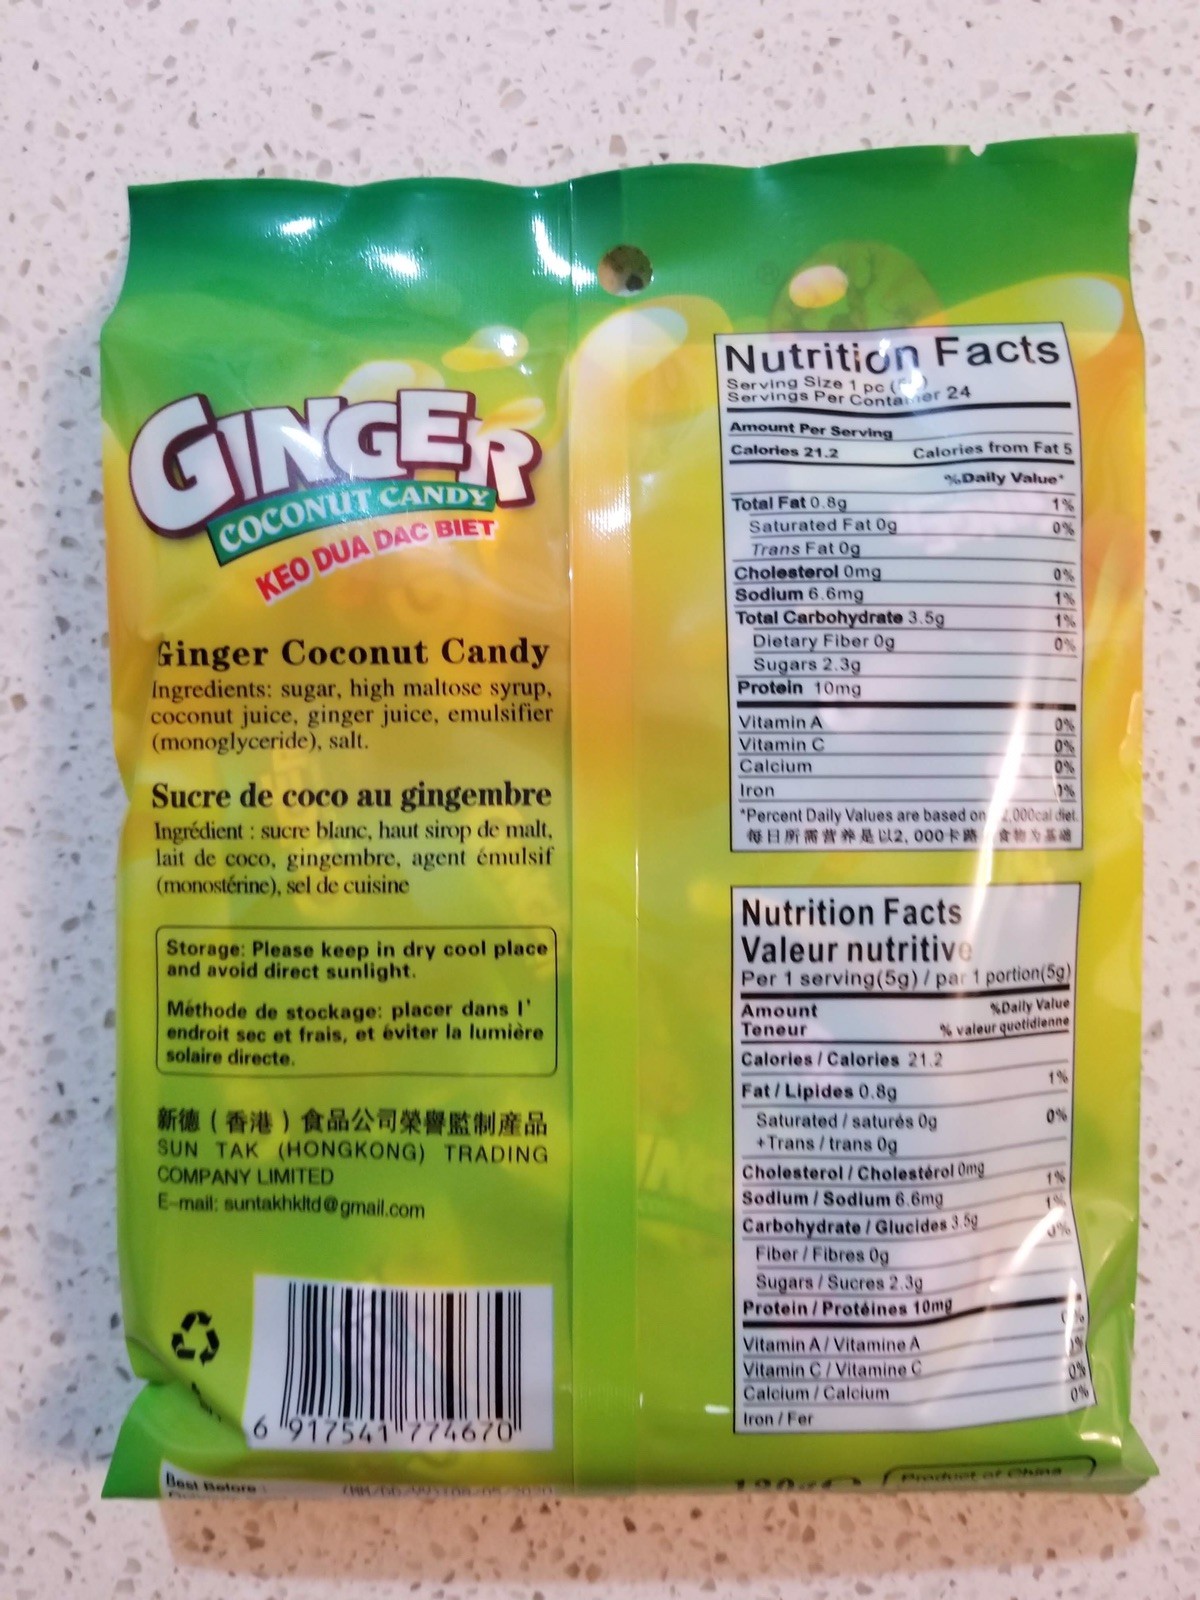 GINGER
COCONUT CANDY
KEO DUA DAC BIET
Ginger Coconut Candy
Ingredients: sugar, high maltose syrup,
coconut juice, ginger juice, emulsifier
(monoglyceride), salt.
Sucre de coco au gingembre
Ingrédient : sucre blanc, haut sirop de malt,
lait de coco, gingembre, agent émulsif
(monostérine), sel de cuisine
Storage: Please keep in dry cool place
and avoid direct sunlight.
Méthode de stockage: placer dans l'
endroit sec et frais, et éviter la lumière
solaire directe.
新德（香港）食品公司榮譽監制産品
SUN TAK (HONGKONG) TRADING
COMPANY LIMITED
E-mail: suntakhkltd@gmail.com
6 917541 774670
Best Before :
Nutrition Facts
Serving Size 1 pc
Servings Per Container 24
Amount Per Serving
Calories 21.2 Calories from Fat 5
%Daily Value*
Total Fat 0.8g 1%
Saturated Fat 0g 0%
Trans Fat 0g
Cholesterol 0mg 0%
Sodium 6.6mg 1%
Total Carbohydrate 3.5g 1%
Dietary Fiber 0g 0%
Sugars 2.3g
Protein 10mg
Vitamin A 0%
Vitamin C 0%
Calcium 0%
Iron
*Percent Daily Values are based on 2,000cal diet.
每日所需营养是以2, 000卡路 食物为基礎
Nutrition Facts
Valeur nutritive
Per 1 serving(5g) / par 1 portion(5g)
Amount %Daily Value
Teneur % valeur quotidienne
Calories / Calories 21.2
Fat / Lipides 0.8g 1%
Saturated / saturés 0g 0%
+Trans / trans 0g
Cholesterol / Cholestérol 0mg
Sodium / Sodium 6.6mg 1%
Carbohydrate / Glucides 3.5g 1%
Fiber / Fibres 0g 0%
Sugars / Sucres 2.3g
Protein / Protéines 10mg
Vitamin A / Vitamine A
Vitamin C / Vitamine C
Calcium / Calcium 0%
Iron / Fer 0%
Product of China